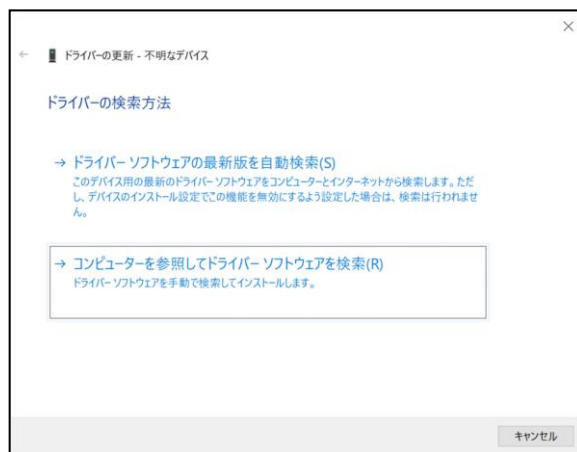 ドライバーの更新 - 不明なデバイス
ドライバーの検索方法
→ ドライバー ソフトウェアの最新版を自動検索(S)
このデバイス用の最新のドライバー ソフトウェアをコンピューターとインターネットから検索します。ただ
し、デバイスのインストール設定でこの機能を無効にするよう設定した場合は、検索は行われませ
ん。
→ コンピューターを参照してドライバー ソフトウェアを検索(R)
ドライバー ソフトウェアを手動で検索してインストールします。
キャンセル